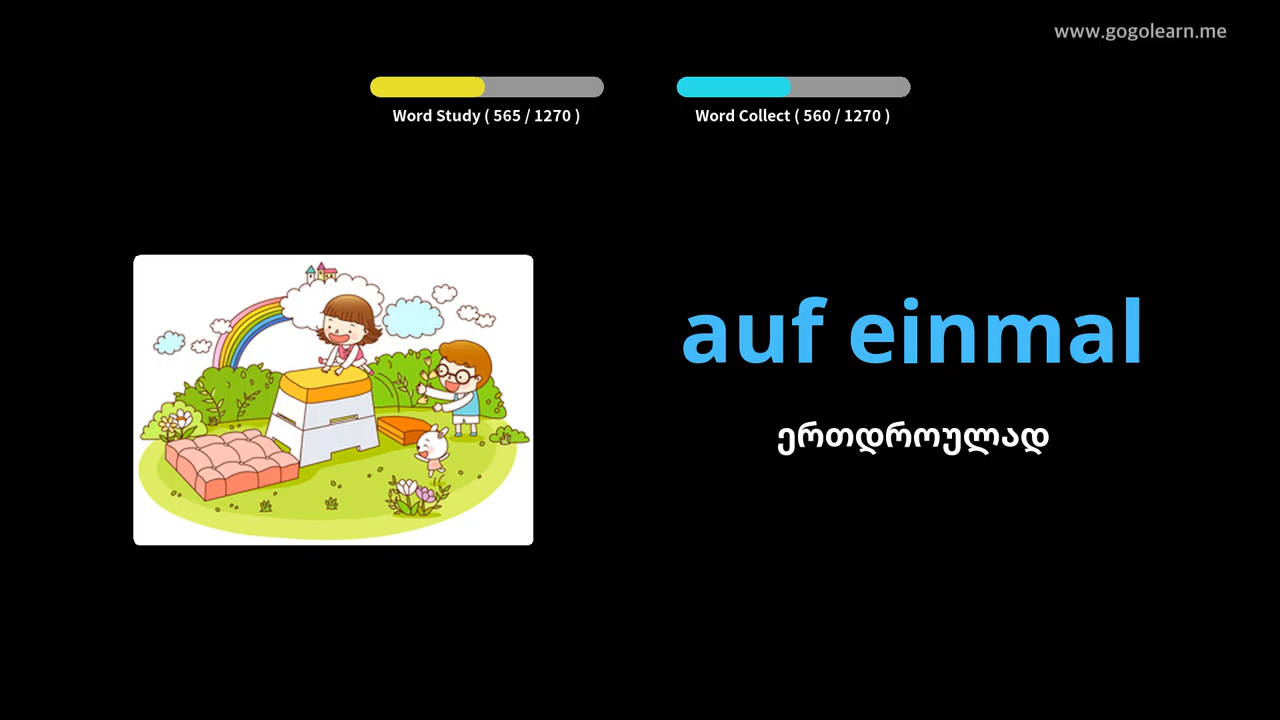 www.gogolearn.me
Word Study ( 565 / 1270 )
Word Collect ( 560 / 1270 )
auf einmal
ერთდროულად